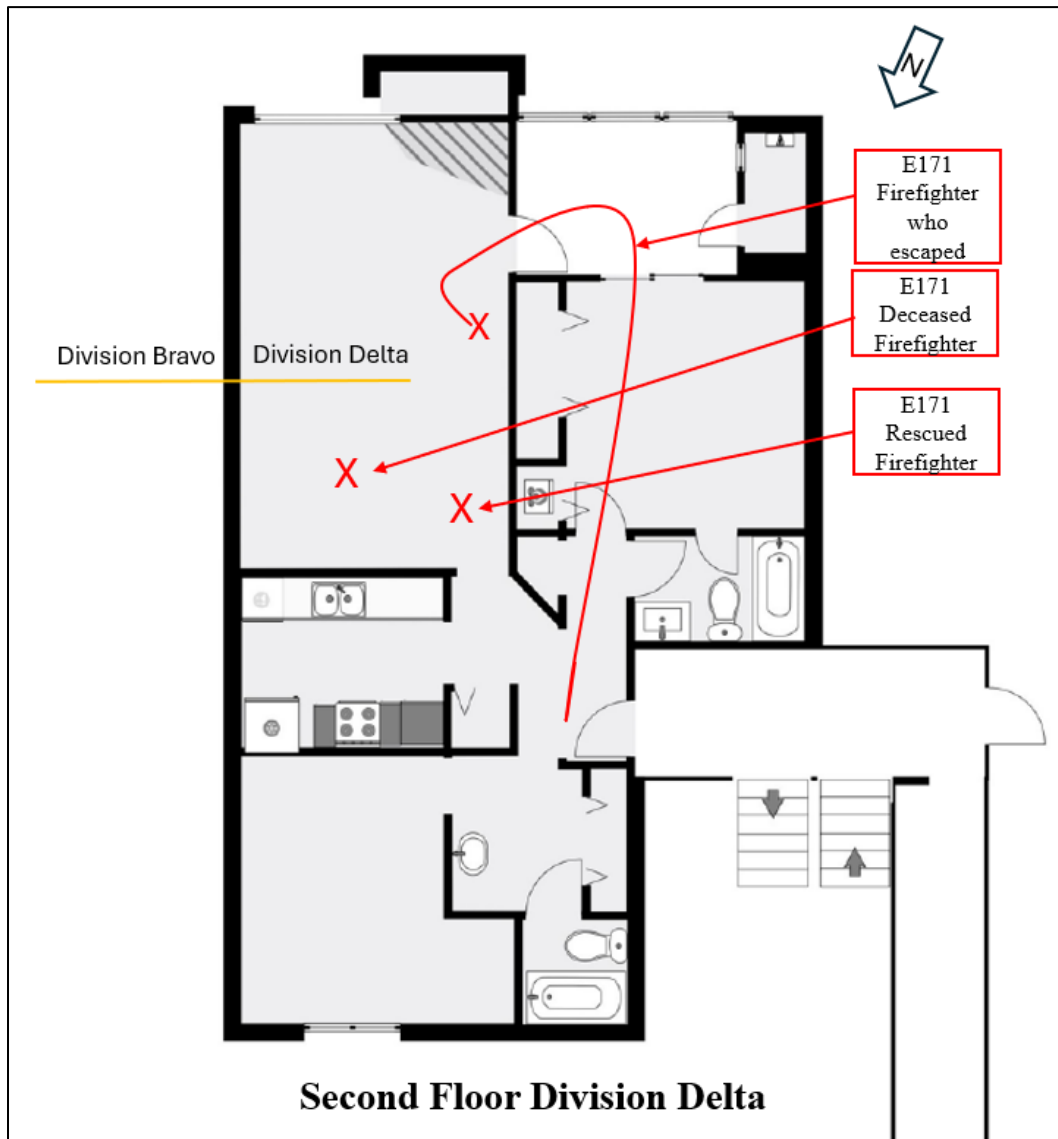 N
E171
Firefighter
who
escaped
E171
Deceased
Firefighter
Division Bravo
Division Delta
E171
Rescued
Firefighter
X
X
X
Second Floor Division Delta